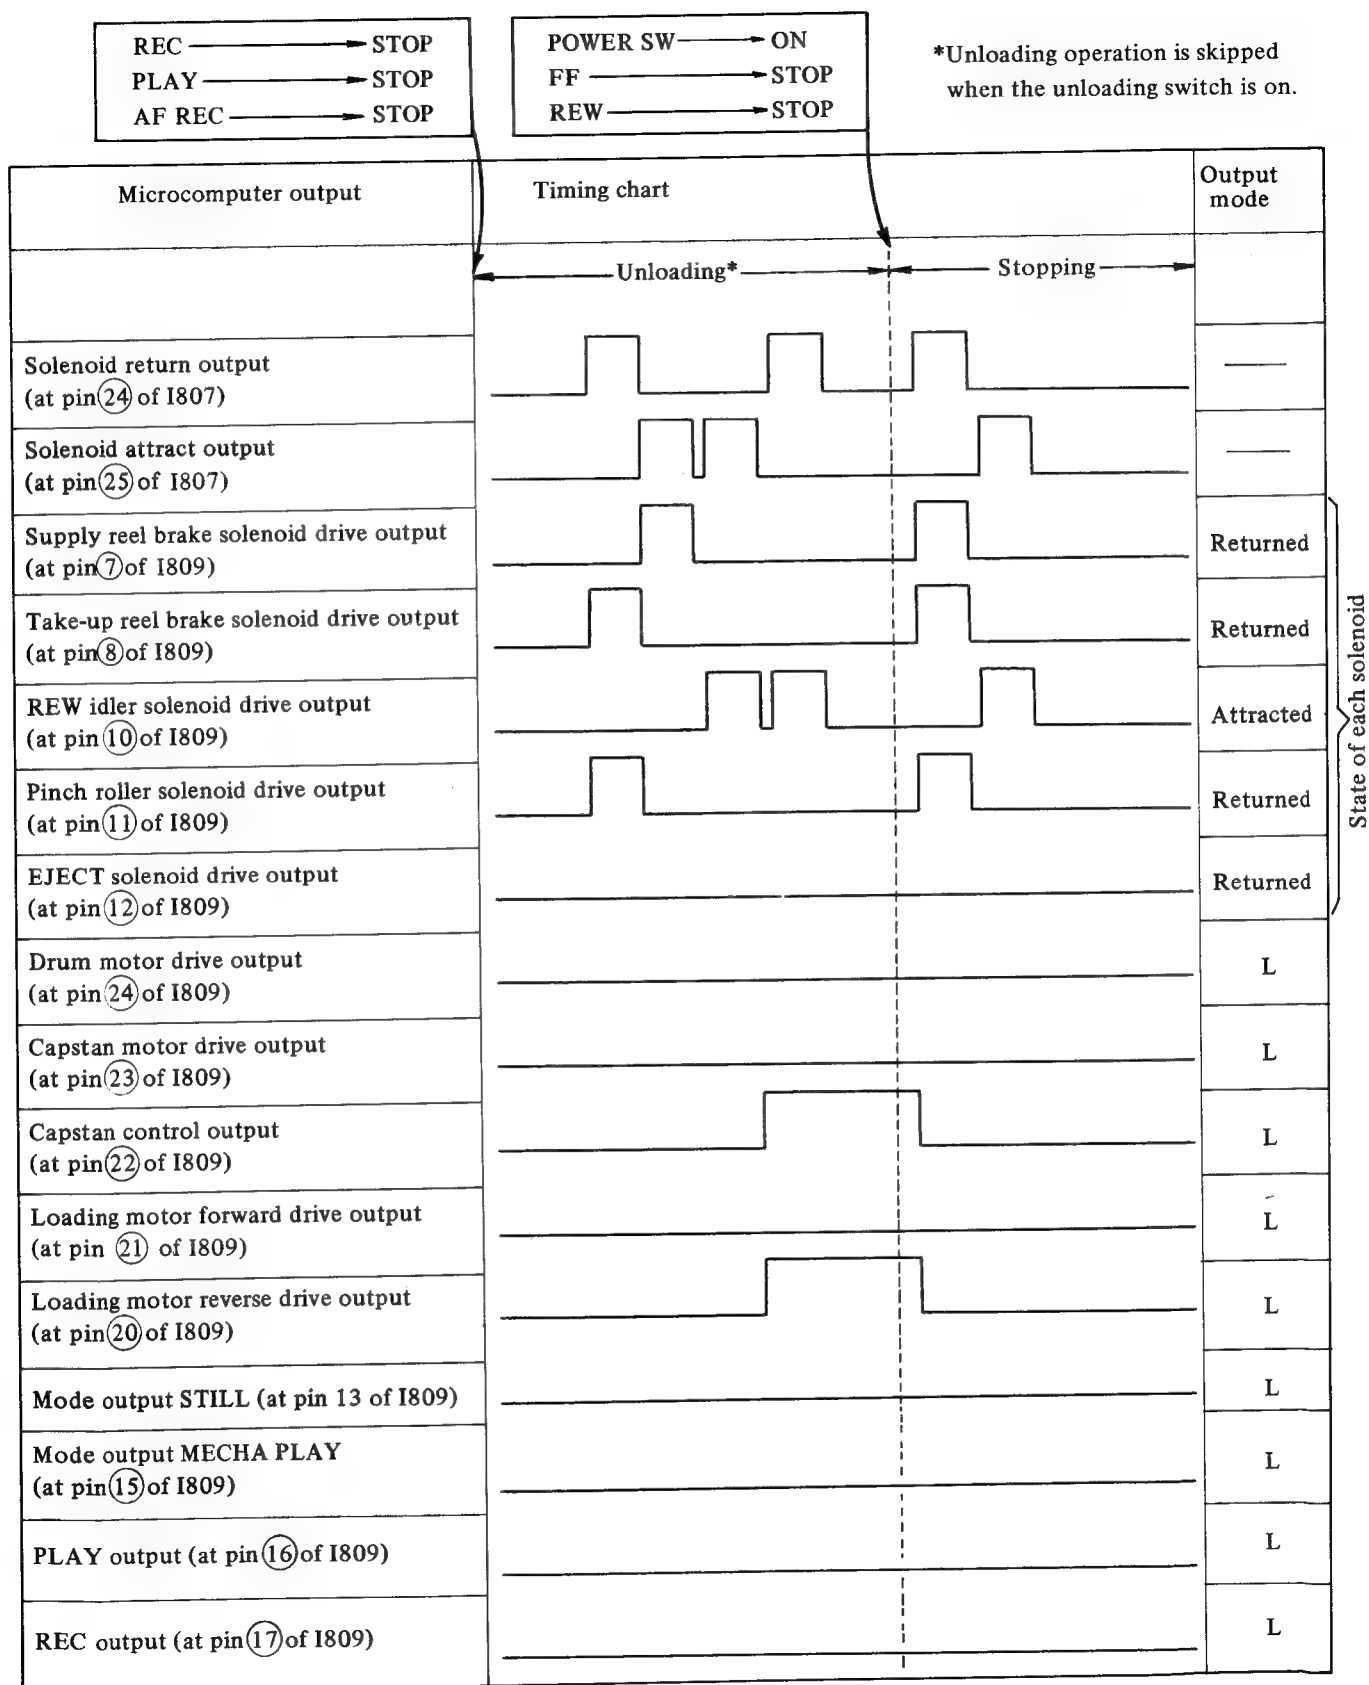 REC → STOP
PLAY → STOP
AF REC → STOP
POWER SW → ON
FF → STOP
REW → STOP
*Unloading operation is skipped
when the unloading switch is on.
Microcomputer output
Timing chart
Output
mode
Unloading*
Stopping
Solenoid return output
(at pin 24 of I807)
Solenoid attract output
(at pin 25 of I807)
Supply reel brake solenoid drive output
(at pin 7 of I809)
Returned
Take-up reel brake solenoid drive output
(at pin 8 of I809)
Returned
REW idler solenoid drive output
(at pin 10 of I809)
Attracted
Pinch roller solenoid drive output
(at pin 11 of I809)
Returned
EJECT solenoid drive output
(at pin 12 of I809)
Returned
State of each solenoid
Drum motor drive output
(at pin 24 of I809)
L
Capstan motor drive output
(at pin 23 of I809)
L
Capstan control output
(at pin 22 of I809)
L
Loading motor forward drive output
(at pin 21 of I809)
L
Loading motor reverse drive output
(at pin 20 of I809)
L
Mode output STILL (at pin 13 of I809)
L
Mode output MECHA PLAY
(at pin 15 of I809)
L
PLAY output (at pin 16 of I809)
L
REC output (at pin 17 of I809)
L